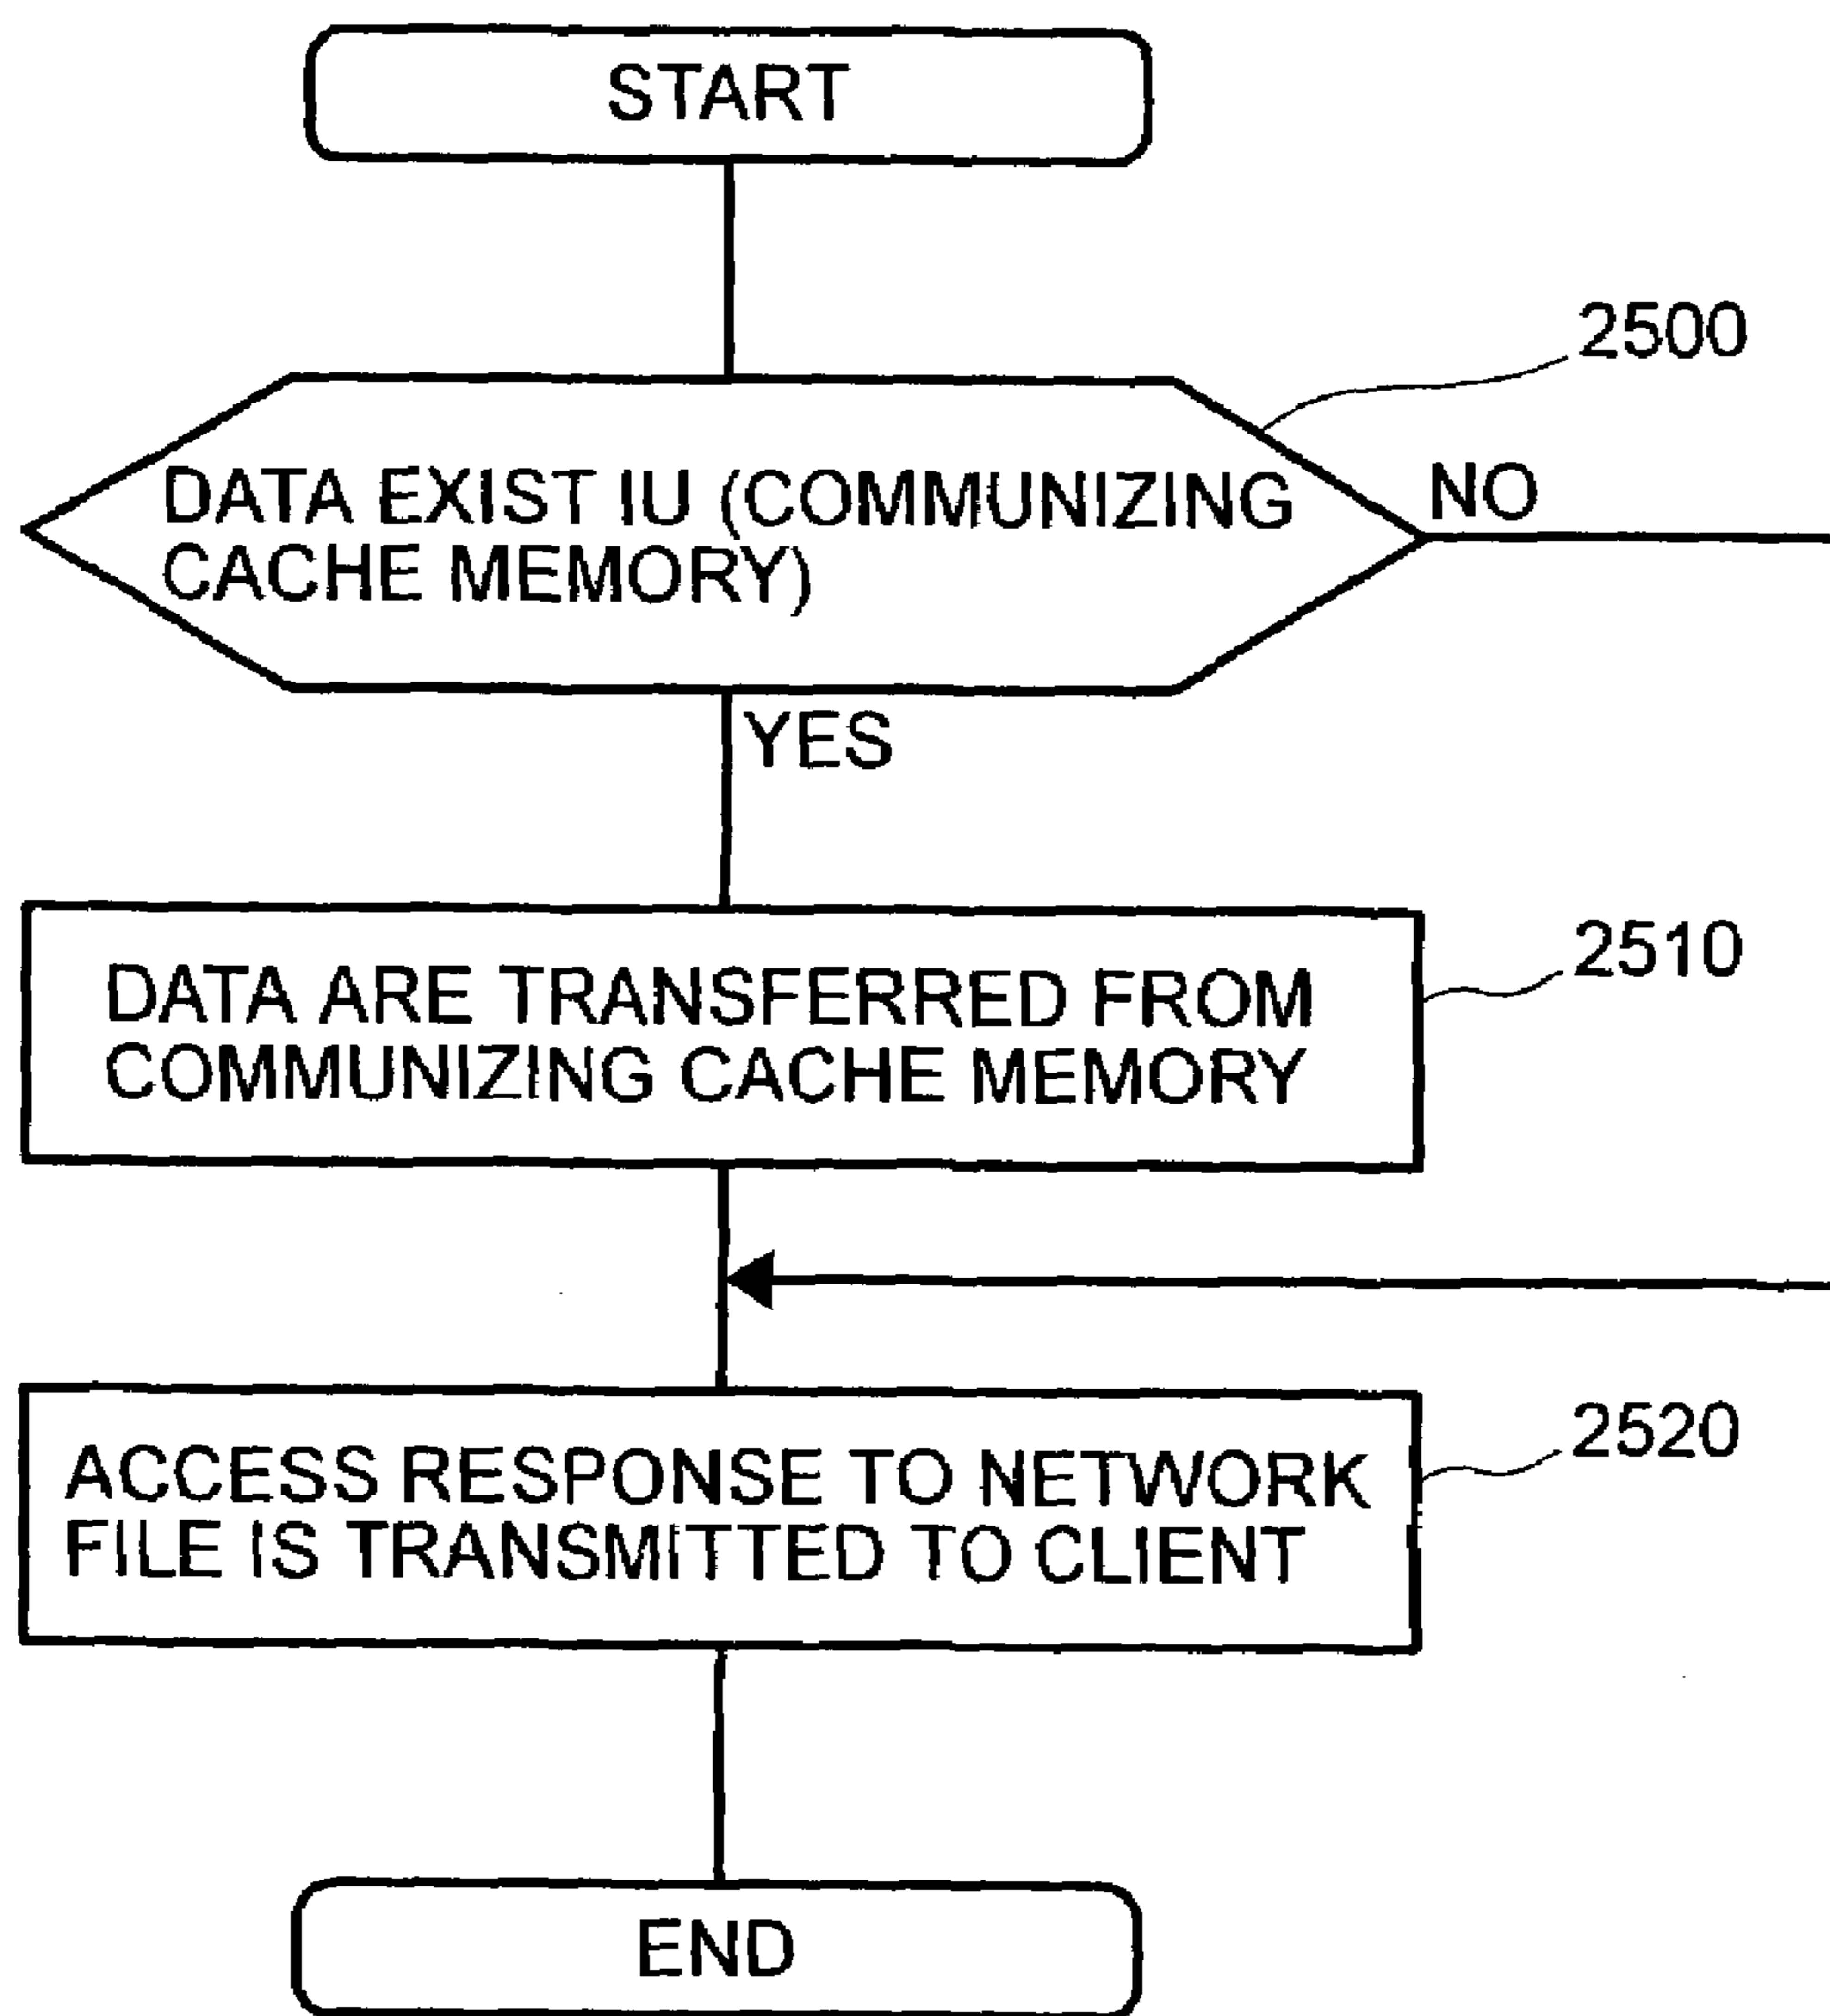 START
2500
DATA EXIST IU (COMMUNIZING
CACHE MEMORY)
NO
YES
2510
DATA ARE TRANSFERRED FROM
COMMUNIZING CACHE MEMORY
2520
ACCESS RESPONSE TO NETWORK
FILE IS TRANSMITTED TO CLIENT
END